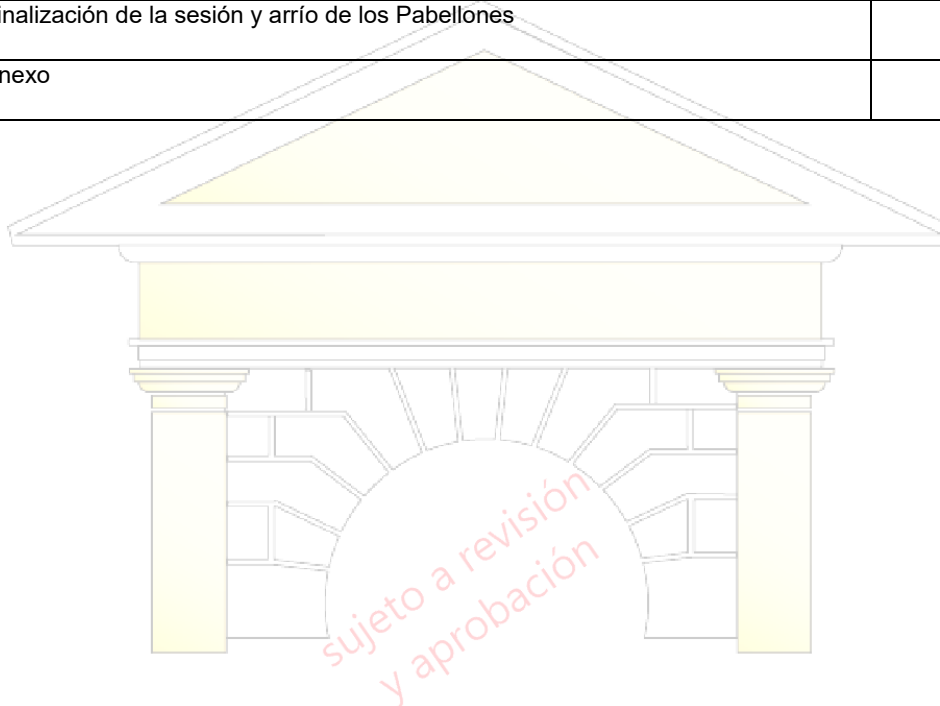 inalización de la sesión y arrío de los Pabellones
nexo
sujeto a revisión
y aprobación